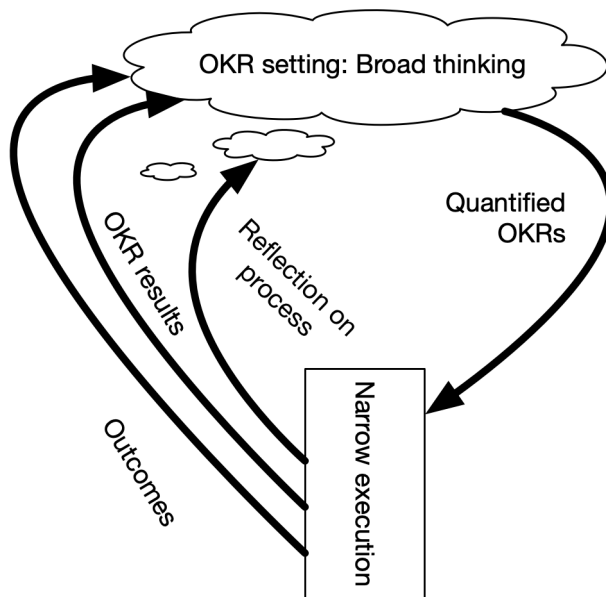 OKR setting: Broad thinking
Quantified
OKRs
Reflection on
process
OKR results
Outcomes
Narrow execution